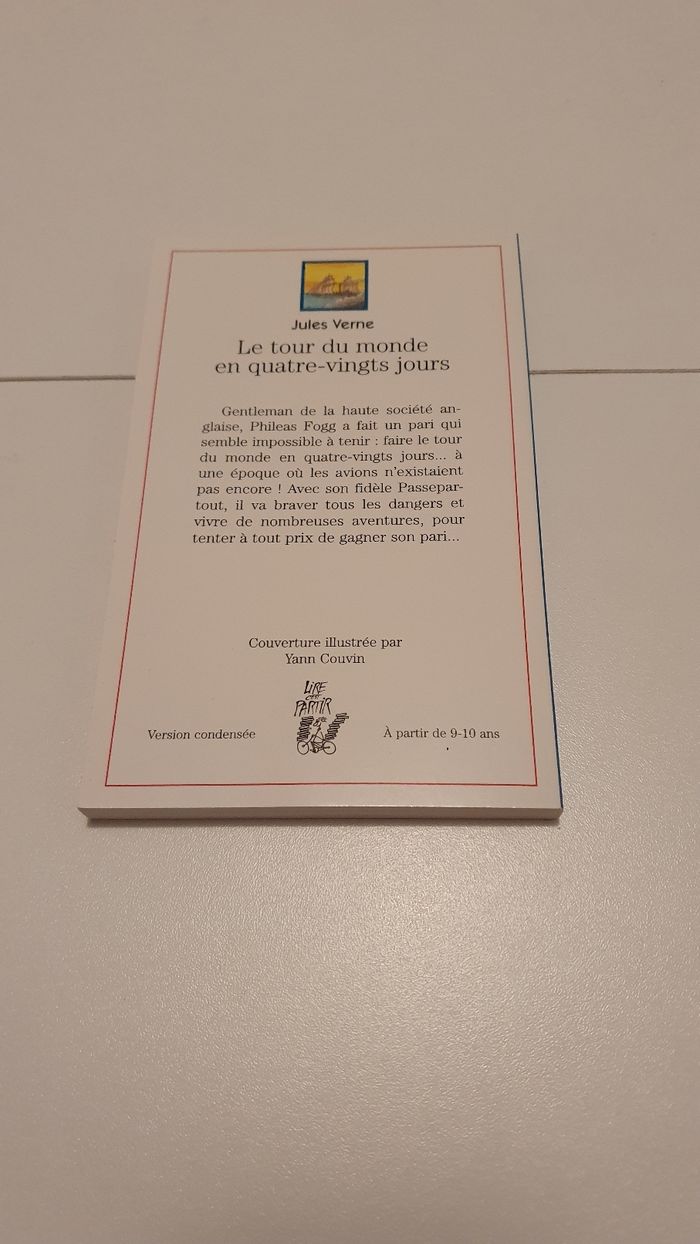 Jules Verne
Le tour du monde
en quatre-vingts jours
Gentleman de la haute société an-
glaise, Phileas Fogg a fait un pari qui
semble impossible à tenir : faire le tour
du monde en quatre-vingts jours... à
une époque où les avions n'existaient
pas encore ! Avec son fidèle Passepar-
tout, il va braver tous les dangers et
vivre de nombreuses aventures, pour
tenter à tout prix de gagner son pari...
Couverture illustrée par
Yann Couvin
LIRE
C'EST
PARTIR
Version condensée
À partir de 9-10 ans